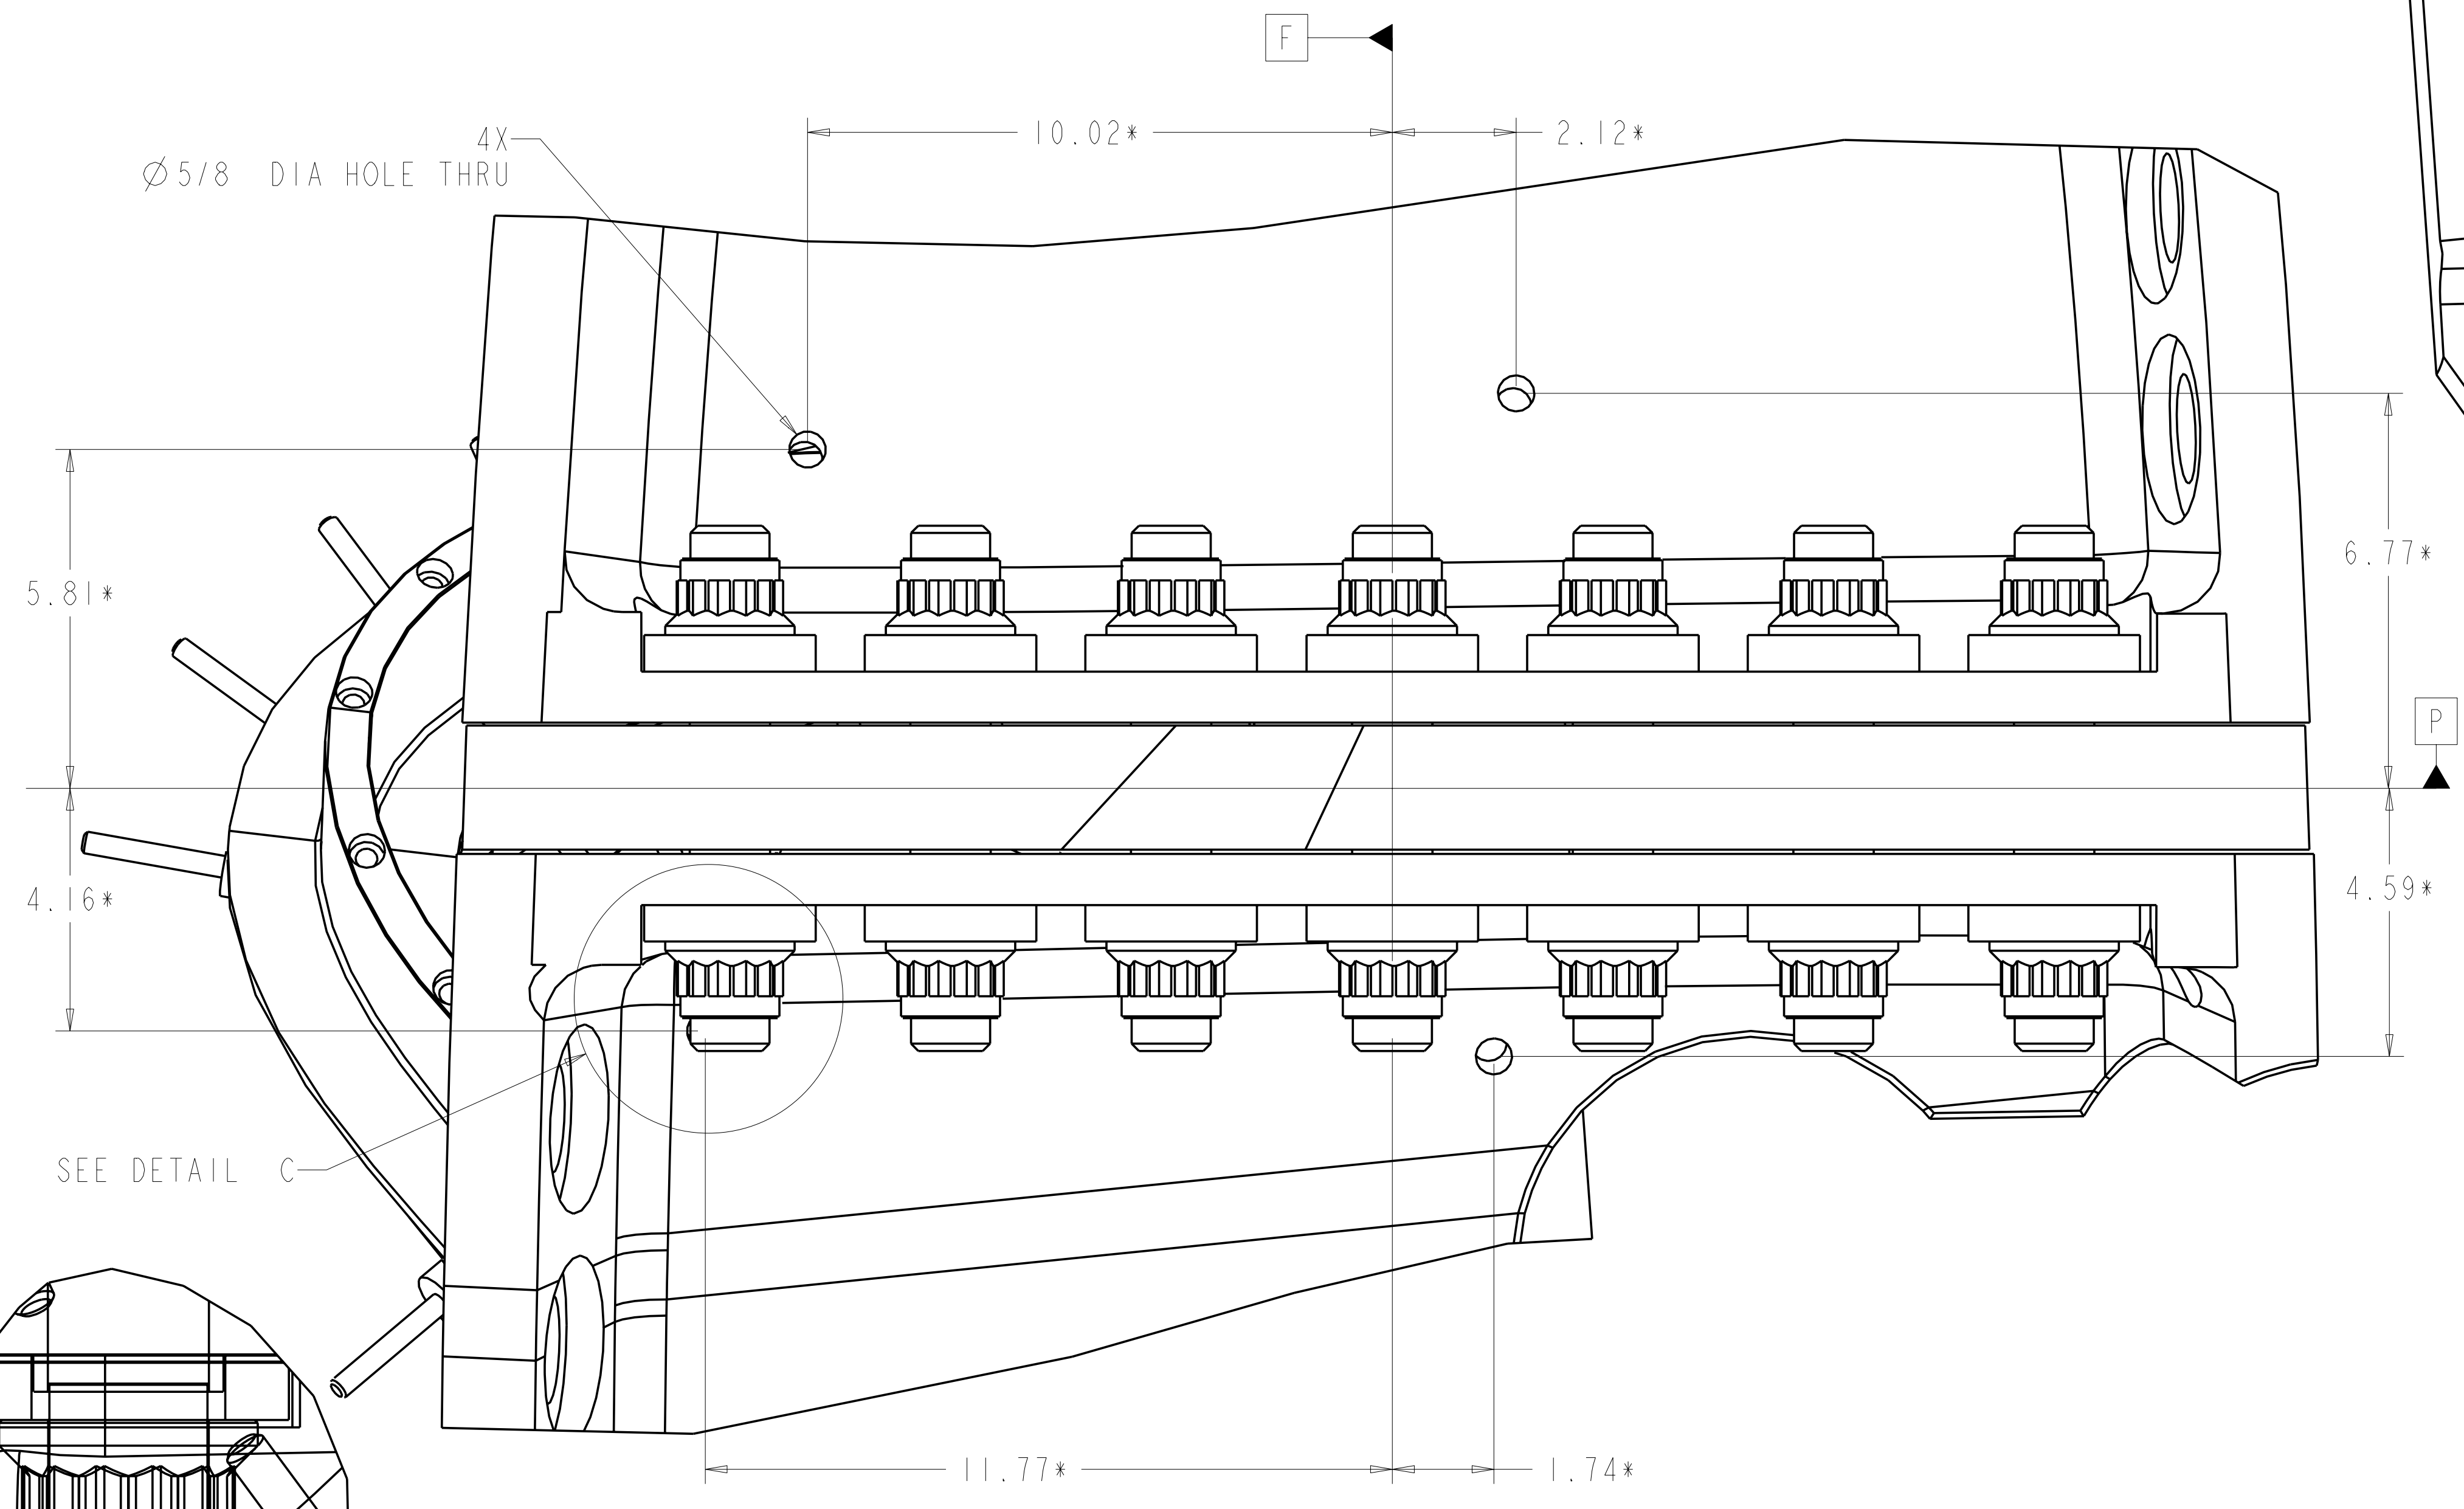 F
10.02*
2.12*
4X
Ø5/8 DIA HOLE THRU
5.81*
6.77*
P
4.16*
4.59*
SEE DETAIL C
11.77*
1.74*